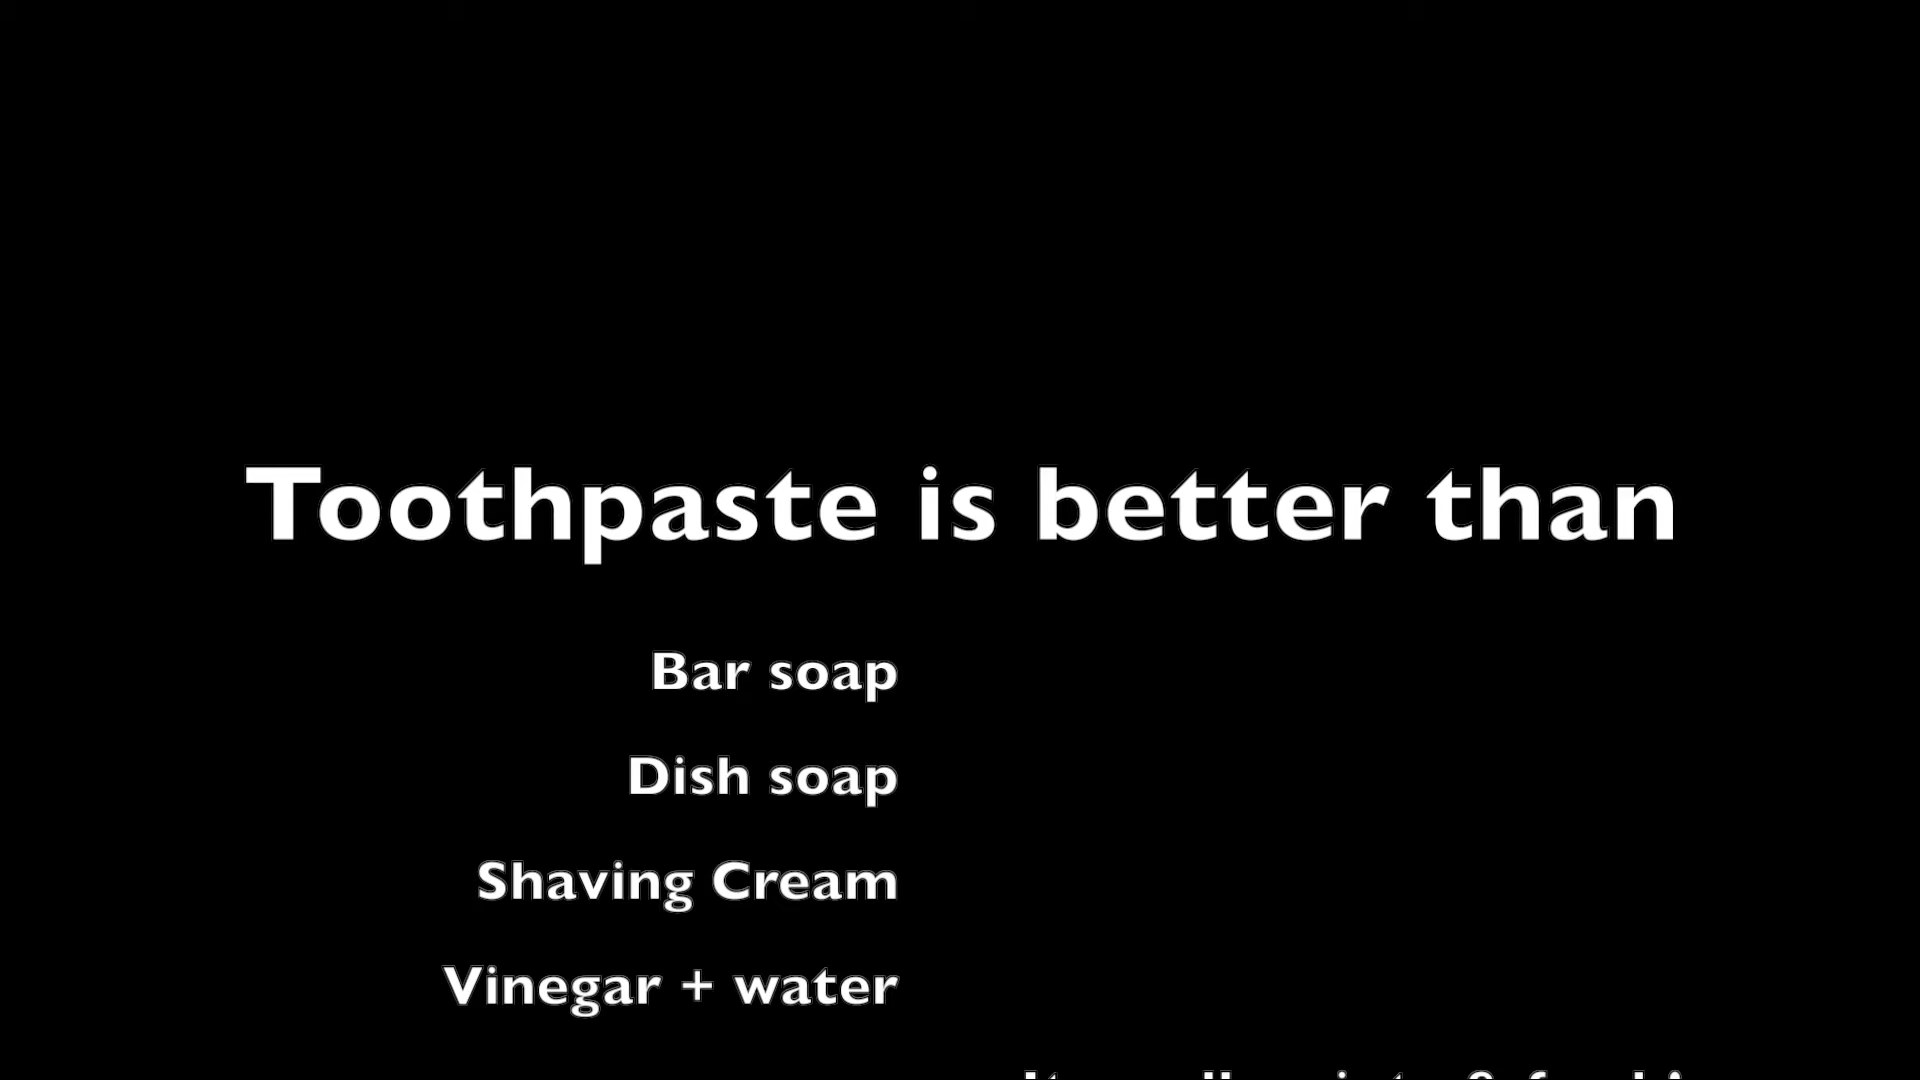 Toothpaste is better than
Bar soap
Dish soap
Shaving Cream
Vinegar + water